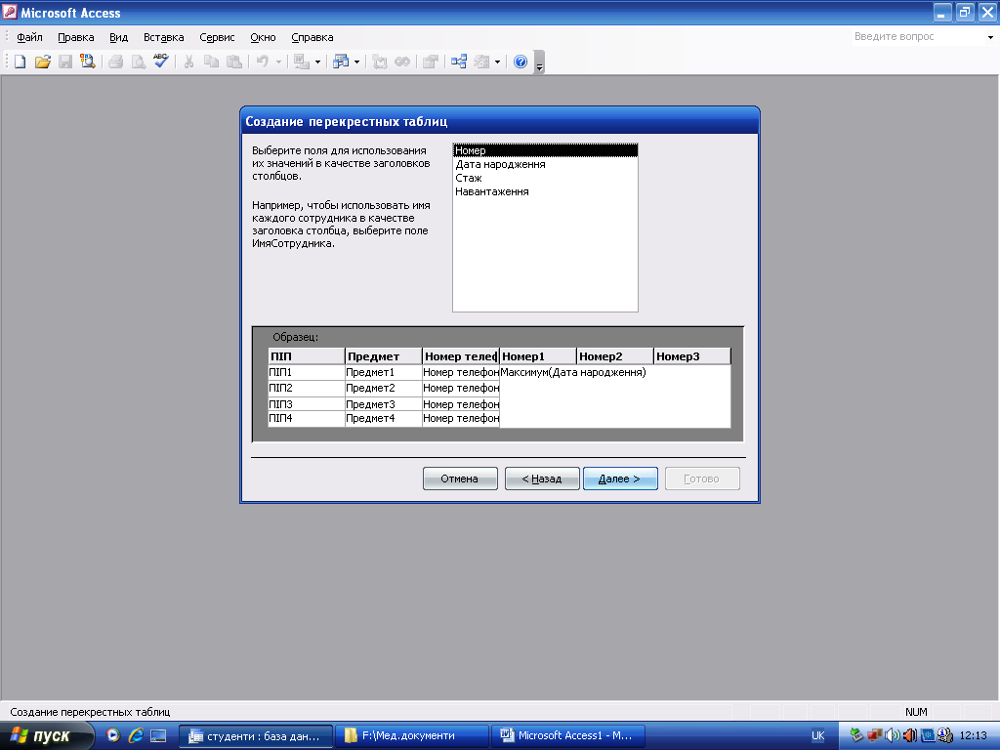 Microsoft Access
Файл Правка Вид Вставка Сервис Окно Справка Введите вопрос
Создание перекрестных таблиц
Выберите поля для использования
их значений в качестве заголовков
столбцов.
Например, чтобы использовать имя
каждого сотрудника в качестве
заголовка столбца, выберите поле
ИмяСотрудника.
Номер
Дата народження
Стаж
Навантаження
Образец:
ПІП Предмет Номер телеф Номер1 Номер2 Номер3
ПІП1 Предмет1 Номер телефон Максимум(Дата народження)
ПІП2 Предмет2 Номер телефон
ПІП3 Предмет3 Номер телефон
ПІП4 Предмет4 Номер телефон
Отмена < Назад Далее > Готово
Создание перекрестных таблиц NUM
пуск студенти : база дан... F:\Мед.документи Microsoft Access1 - M... UK 12:13